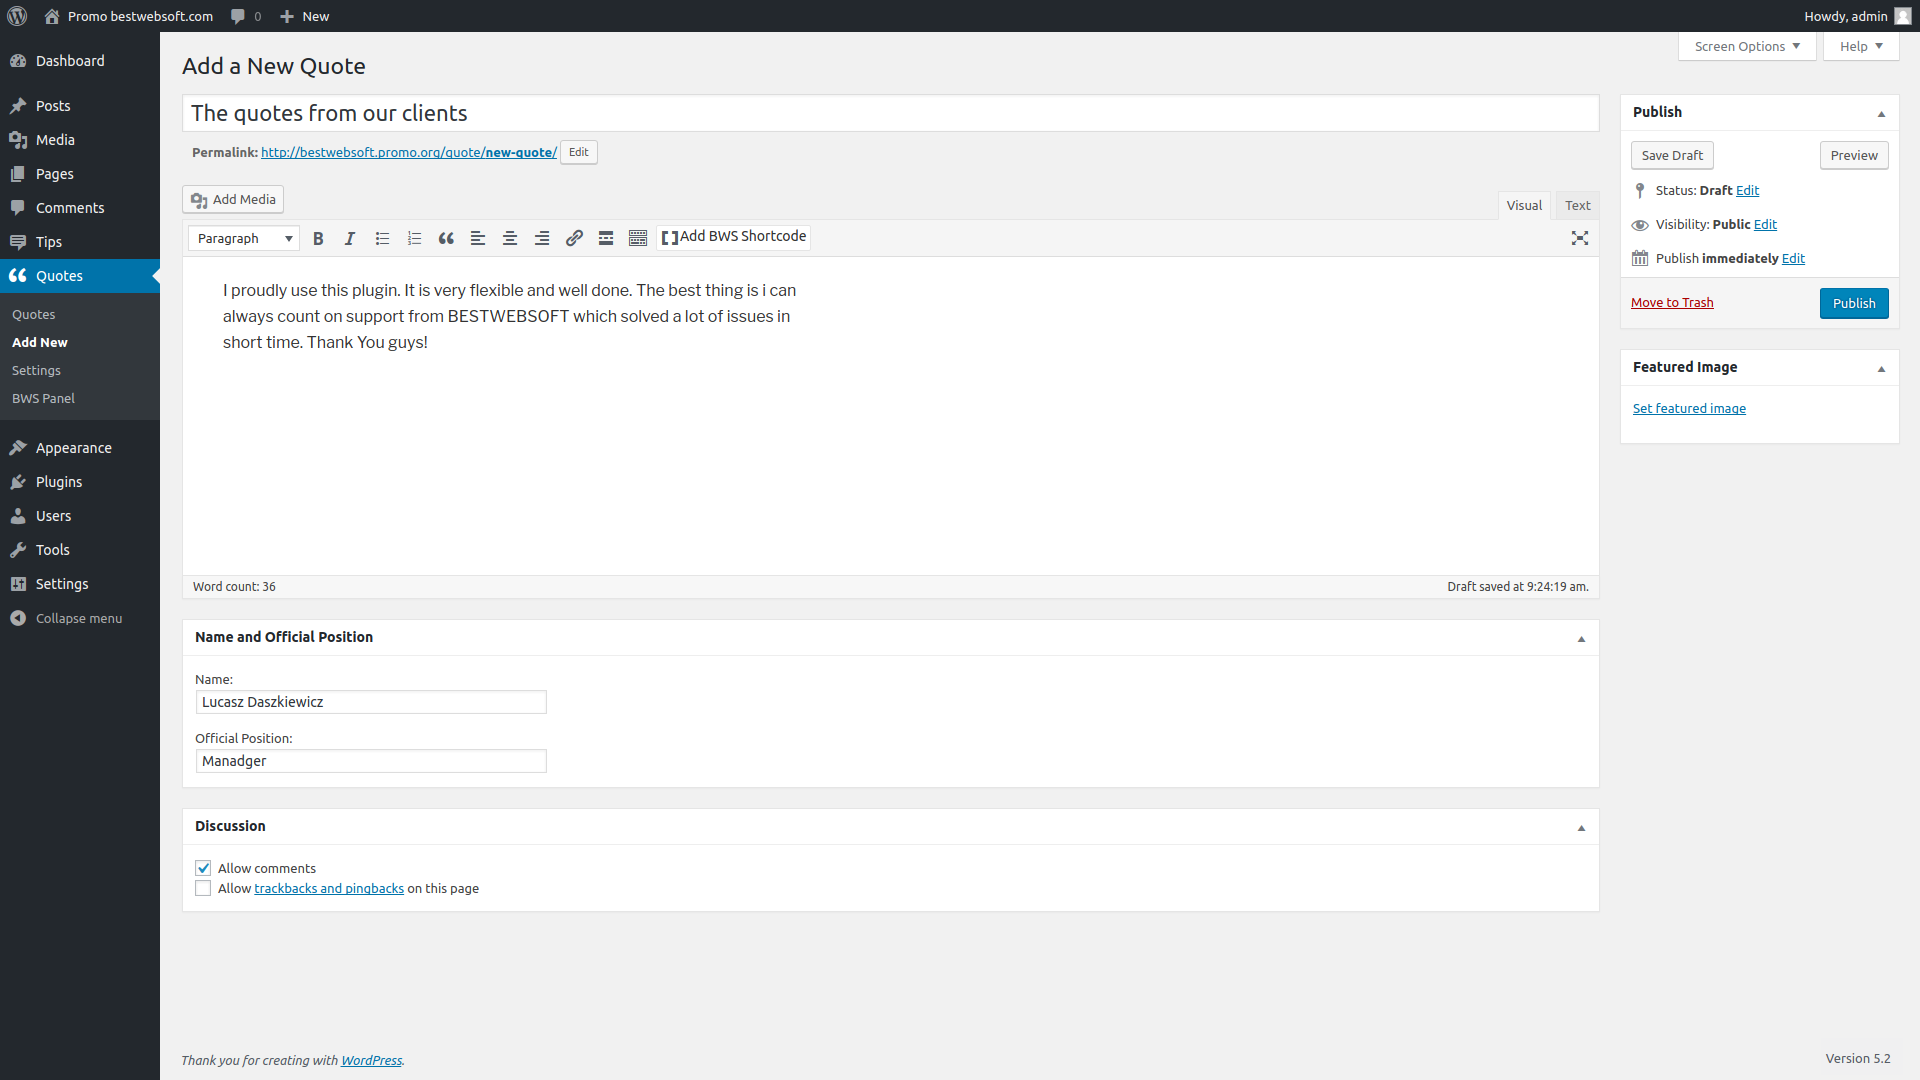 Promo bestwebsoft.com
0
New
Howdy, admin
Dashboard
Posts
Media
Pages
Comments
Tips
Quotes
Quotes
Add New
Settings
BWS Panel
Appearance
Plugins
Users
Tools
Settings
Collapse menu
Screen Options
Help
Add a New Quote
The quotes from our clients
Permalink: http://bestwebsoft.promo.org/quote/new-quote/ Edit
Add Media
Visual
Text
Paragraph
Add BWS Shortcode
I proudly use this plugin. It is very flexible and well done. The best thing is i can
always count on support from BESTWEBSOFT which solved a lot of issues in
short time. Thank You guys!
Word count: 36
Draft saved at 9:24:19 am.
Name and Official Position
Name:
Lucasz Daszkiewicz
Official Position:
Manadger
Discussion
Allow comments
Allow trackbacks and pingbacks on this page
Publish
Save Draft
Preview
Status: Draft Edit
Visibility: Public Edit
Publish immediately Edit
Move to Trash
Publish
Featured Image
Set featured image
Thank you for creating with WordPress.
Version 5.2